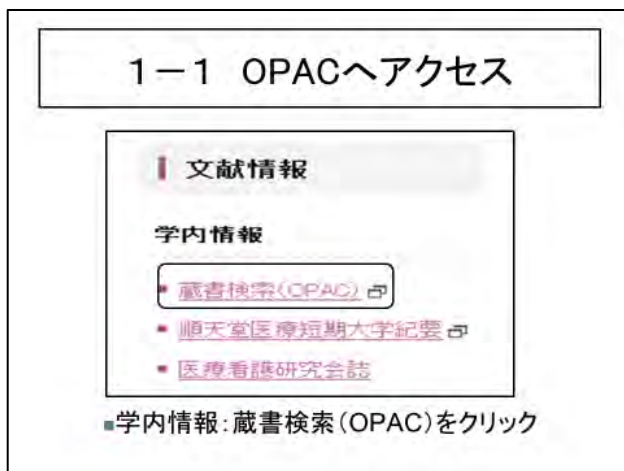 1－1 OPACへアクセス
文献情報
学内情報
蔵書検索(OPAC)
順天堂医療短期大学紀要
医療看護研究会誌
■学内情報：蔵書検索（OPAC）をクリック